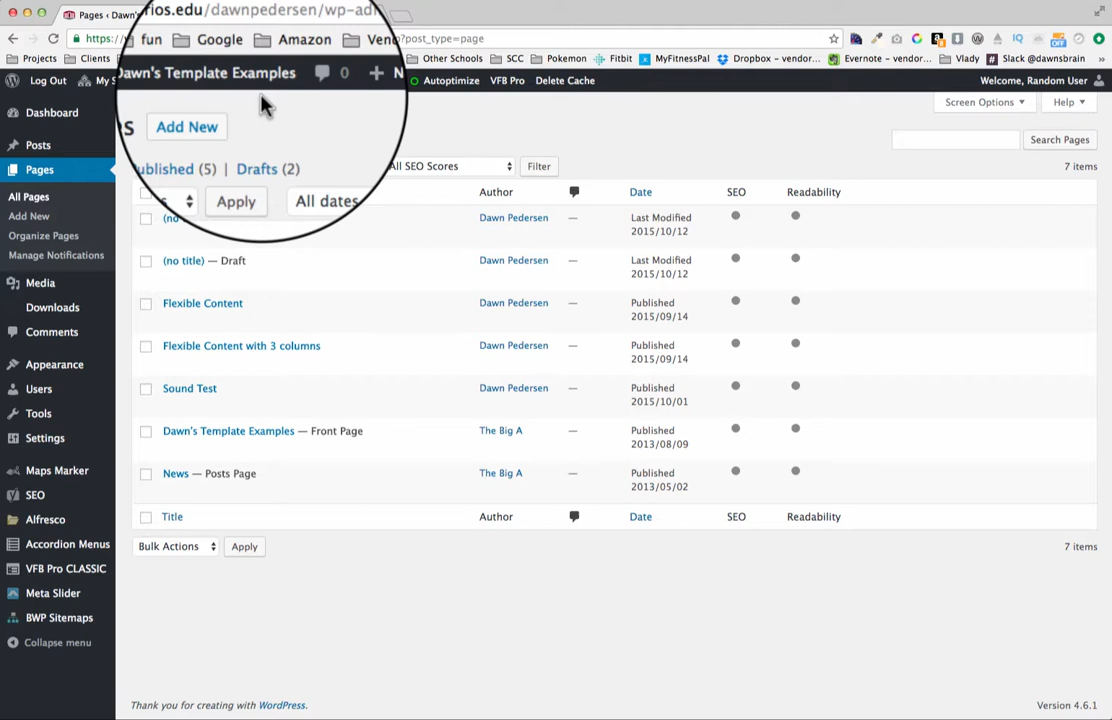 Pages ‹ Dawn's
rios.edu/dawnpedersen/wp-adm
https://
?post_type=page
fun Google Amazon
Projects Clients
Other Schools SCC Pokemon Fitbit MyFitnessPal Dropbox – vendor... Evernote – vendor... Vlady Slack @dawnsbrain
Log Out My S
Dawn's Template Examples 0 N
Autoptimize VFB Pro Delete Cache
Welcome, Random User
Screen Options Help
Dashboard
Posts
Pages
All Pages
Add New
Organize Pages
Manage Notifications
Media
Downloads
Comments
Appearance
Users
Tools
Settings
Maps Marker
SEO
Alfresco
Accordion Menus
VFB Pro CLASSIC
Meta Slider
BWP Sitemaps
Collapse menu
s Add New
Search Pages
ublished (5) | Drafts (2)
Apply All dates
All SEO Scores Filter
7 items
Author Date SEO Readability
(no
Dawn Pedersen — Last Modified
2015/10/12
(no title) — Draft Dawn Pedersen — Last Modified
2015/10/12
Flexible Content Dawn Pedersen — Published
2015/09/14
Flexible Content with 3 columns Dawn Pedersen — Published
2015/09/14
Sound Test Dawn Pedersen — Published
2015/10/01
Dawn's Template Examples — Front Page The Big A — Published
2013/08/09
News — Posts Page The Big A — Published
2013/05/02
Title Author Date SEO Readability
Bulk Actions Apply
7 items
Thank you for creating with WordPress.
Version 4.6.1